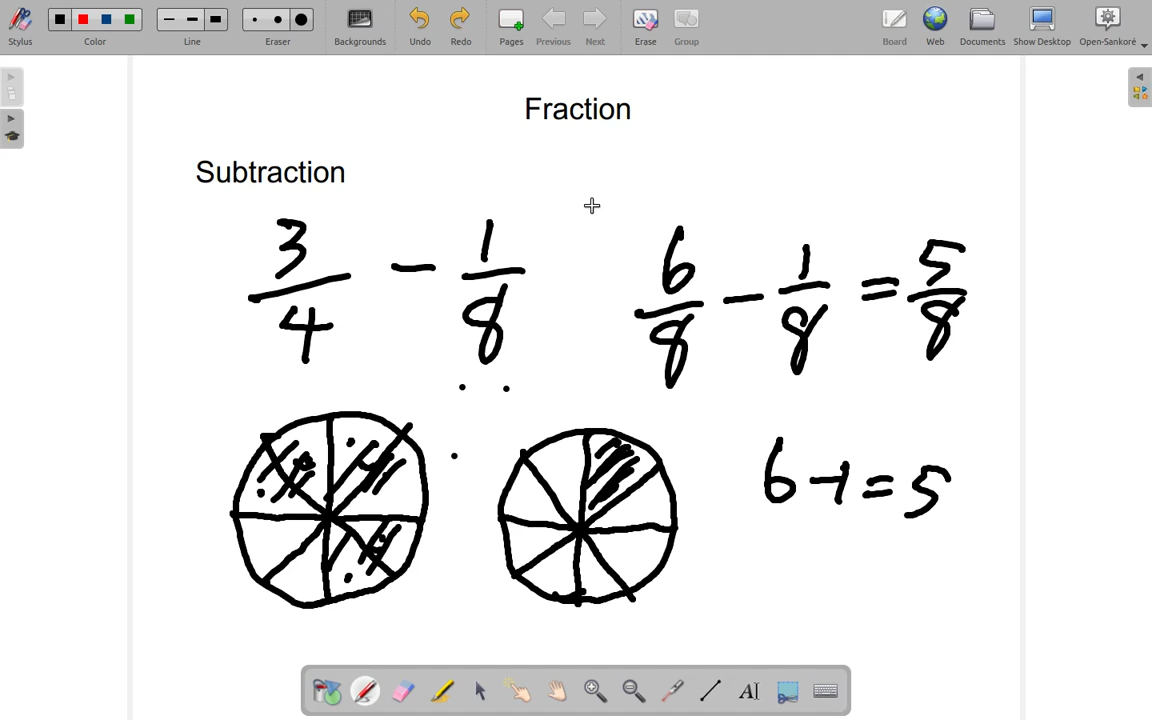 Stylus Color Line Eraser Backgrounds Undo Redo Pages Previous Next Erase Group Board Web Documents Show Desktop Open-Sankoré
Fraction
Subtraction
3/4 - 1/8
6/8 - 1/8 = 5/8
6-1=5